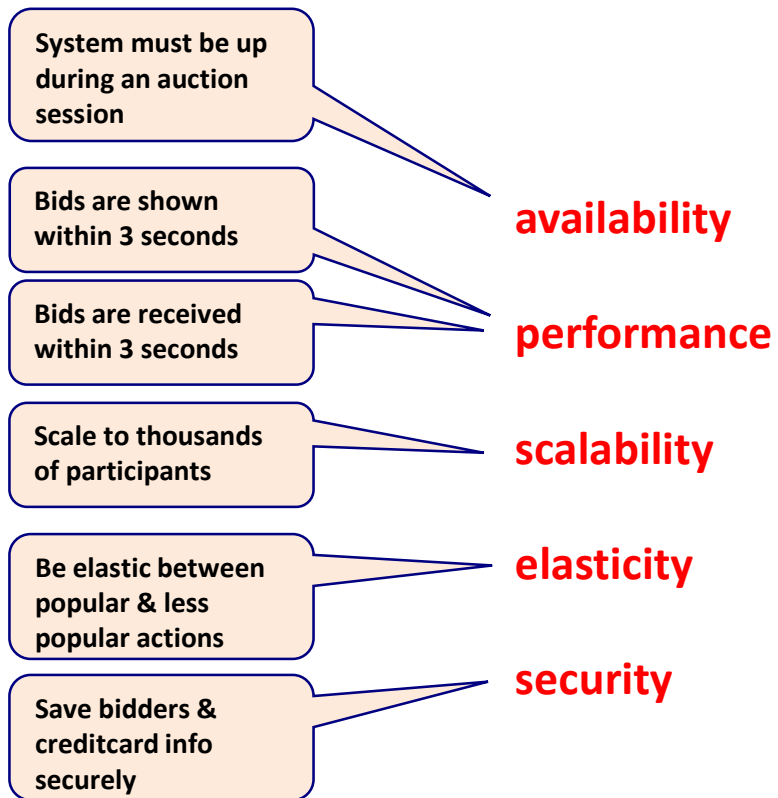 System must be up
during an auction
session
availability
Bids are shown
within 3 seconds
Bids are received
within 3 seconds
performance
Scale to thousands
of participants
scalability
Be elastic between
popular & less
popular actions
elasticity
Save bidders &
creditcard info
securely
security